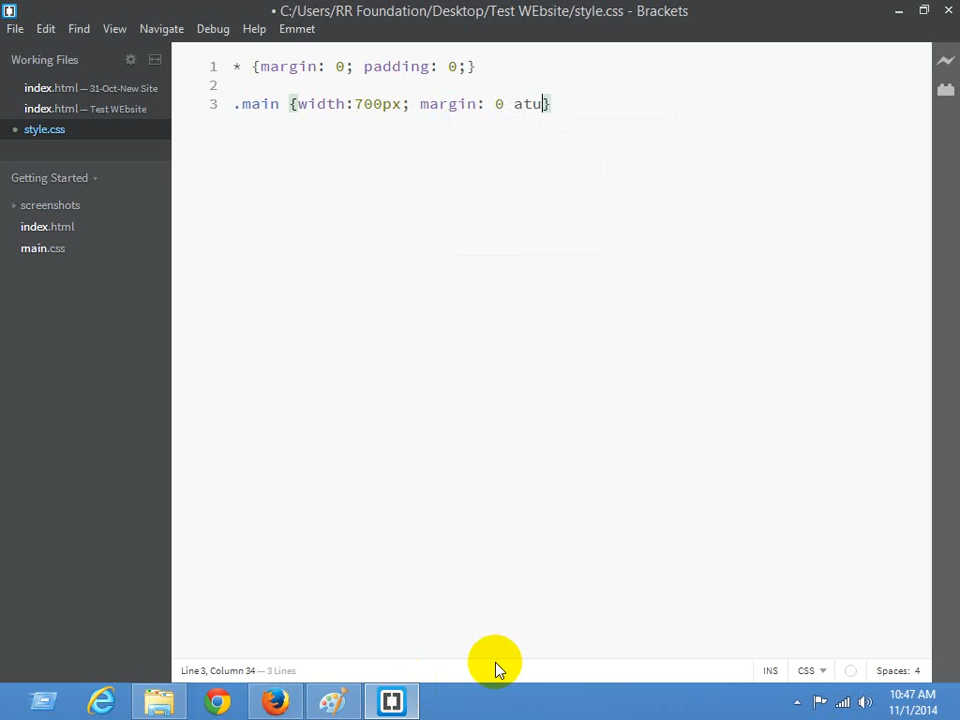 • C:/Users/RR Foundation/Desktop/Test WEbsite/style.css - Brackets
File Edit Find View Navigate Debug Help Emmet
Working Files
index.html — 31-Oct-New Site
index.html — Test WEbsite
• style.css
Getting Started
screenshots
index.html
main.css
1 * {margin: 0; padding: 0;}
2
3 .main {width:700px; margin: 0 atu}
Line 3, Column 34 — 3 Lines
INS CSS Spaces: 4
10:47 AM
11/1/2014